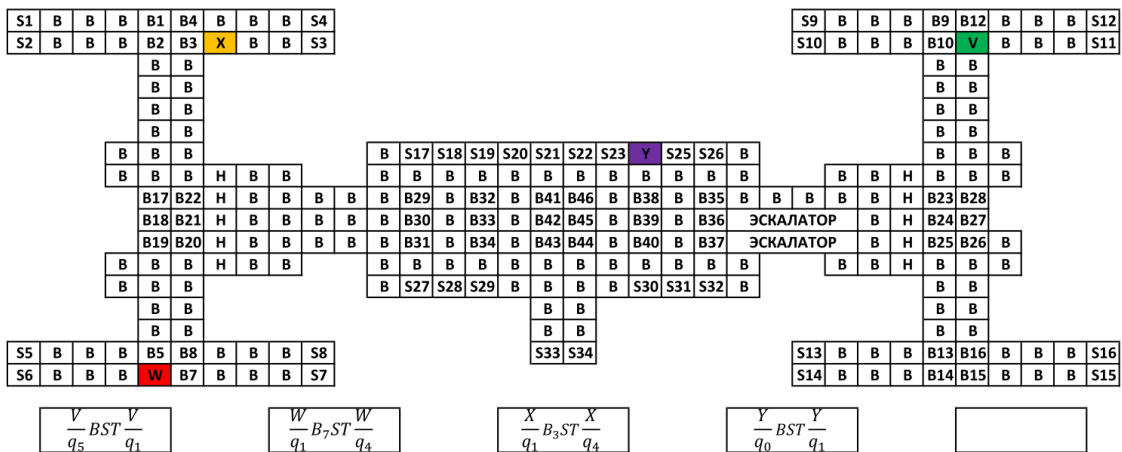 S1 B B B B1 B4 B B B S4 S9 B B B B9 B12 B B B S12
S2 B B B B2 B3 X B B S3 S10 B B B B10 V B B B S11
B B B B
B B B B
B B B B
B B B B
B B B B S17 S18 S19 S20 S21 S22 S23 Y S25 S26 B B B B
B B B H B B B B B B B B B B B B B B B B H B B B
B17 B22 H B B B B B B29 B B32 B B41 B46 B B38 B B35 B B B B B H B23 B28
B18 B21 H B B B B B B30 B B33 B B42 B45 B B39 B B36 ЭСКАЛАТОР B H B24 B27
B19 B20 H B B B B B B31 B B34 B B43 B44 B B40 B B37 ЭСКАЛАТОР B H B25 B26 B
B B B H B B B B B B B B B B B B B B B B H B B B
B B B B S27 S28 S29 B B B B S30 S31 S32 B B B B
B B B B B B
B B B B B B
S5 B B B B5 B8 B B B S8 S33 S34 S13 B B B B13 B16 B B B S16
S6 B B B W B7 B B B S7 S14 B B B B14 B15 B B B S15
V/q5 BST V/q1 W/q1 B7ST W/q4 X/q1 B3ST X/q4 Y/q0 BST Y/q1